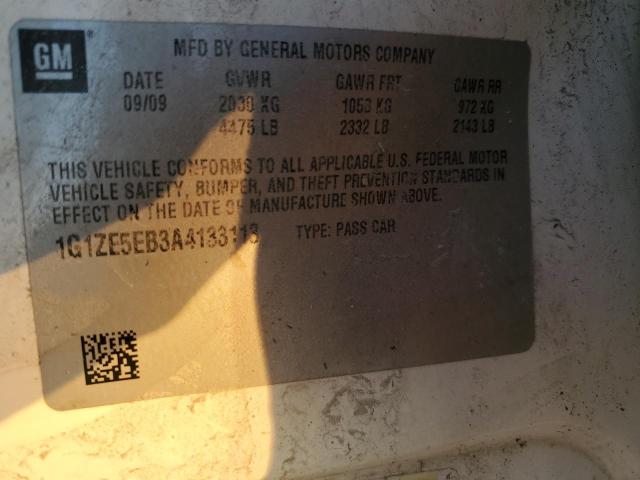 GM
MFD BY GENERAL MOTORS COMPANY
DATE GVWR GAWR FRT GAWR RR
09/09 2030 KG 1058 KG 972 KG
4475 LB 2332 LB 2143 LB
THIS VEHICLE CONFORMS TO ALL APPLICABLE U.S. FEDERAL MOTOR
VEHICLE SAFETY, BUMPER, AND THEFT PREVENTION STANDARDS IN
EFFECT ON THE DATE OF MANUFACTURE SHOWN ABOVE.
1G1ZE5EB3A4133113 TYPE: PASS CAR